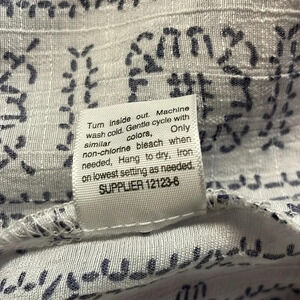 Turn inside out. Machine
wash cold. Gentle cycle with
similar colors, Only
non-chlorine bleach when
needed, Hang to dry. Iron
on lowest setting as needed.
SUPPLIER 12123-6